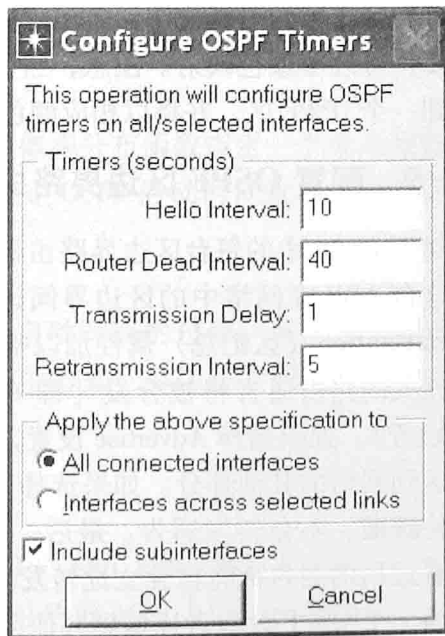 Configure OSPF Timers
This operation will configure OSPF
timers on all/selected interfaces.
Timers (seconds)
Hello Interval: 10
Router Dead Interval: 40
Transmission Delay: 1
Retransmission Interval: 5
Apply the above specification to
All connected interfaces
Interfaces across selected links
Include subinterfaces
OK
Cancel